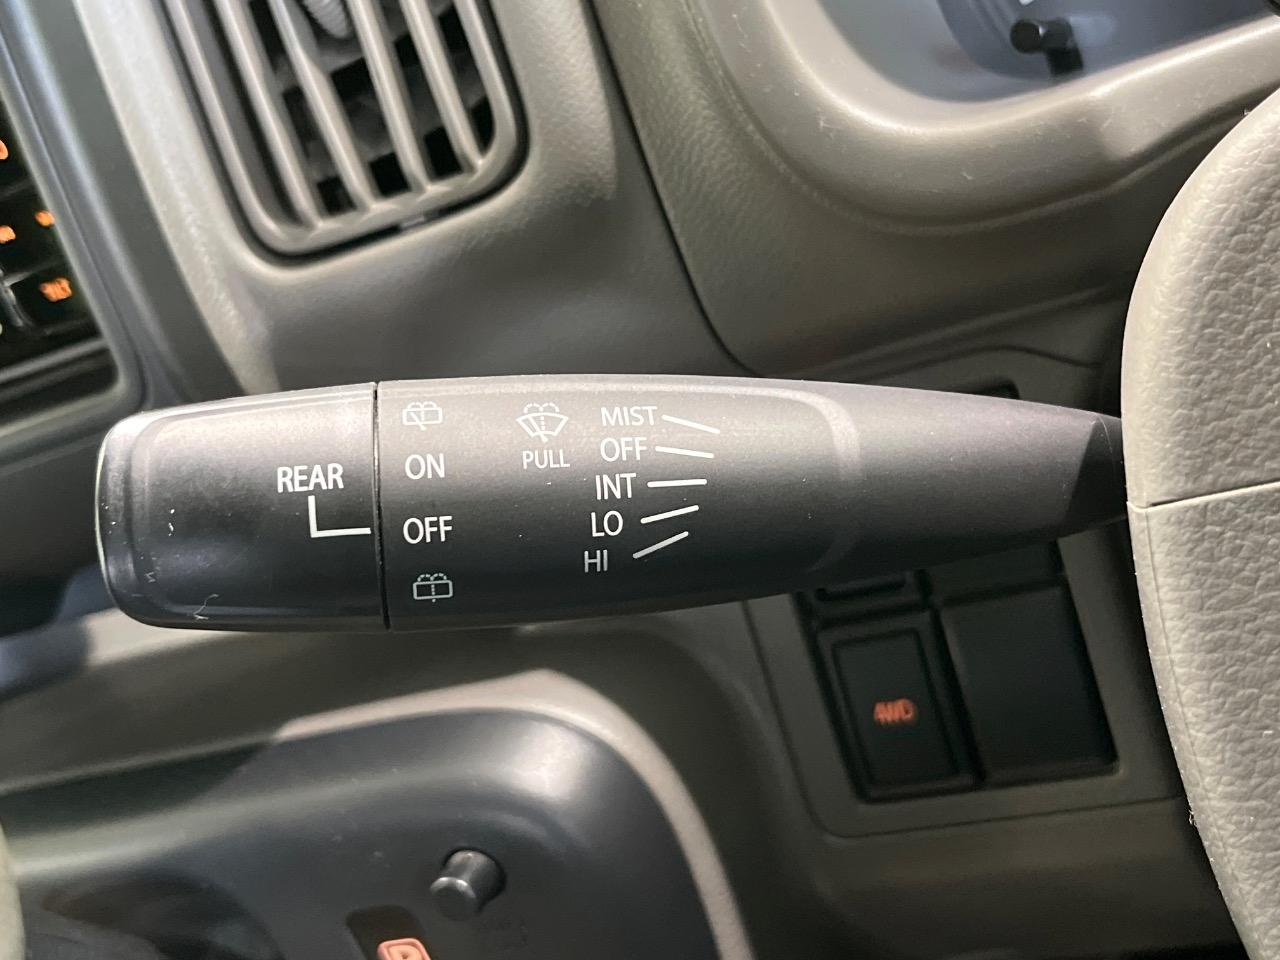 REAR
ON
OFF
PULL
MIST
OFF
INT
LO
HI
4WD
P